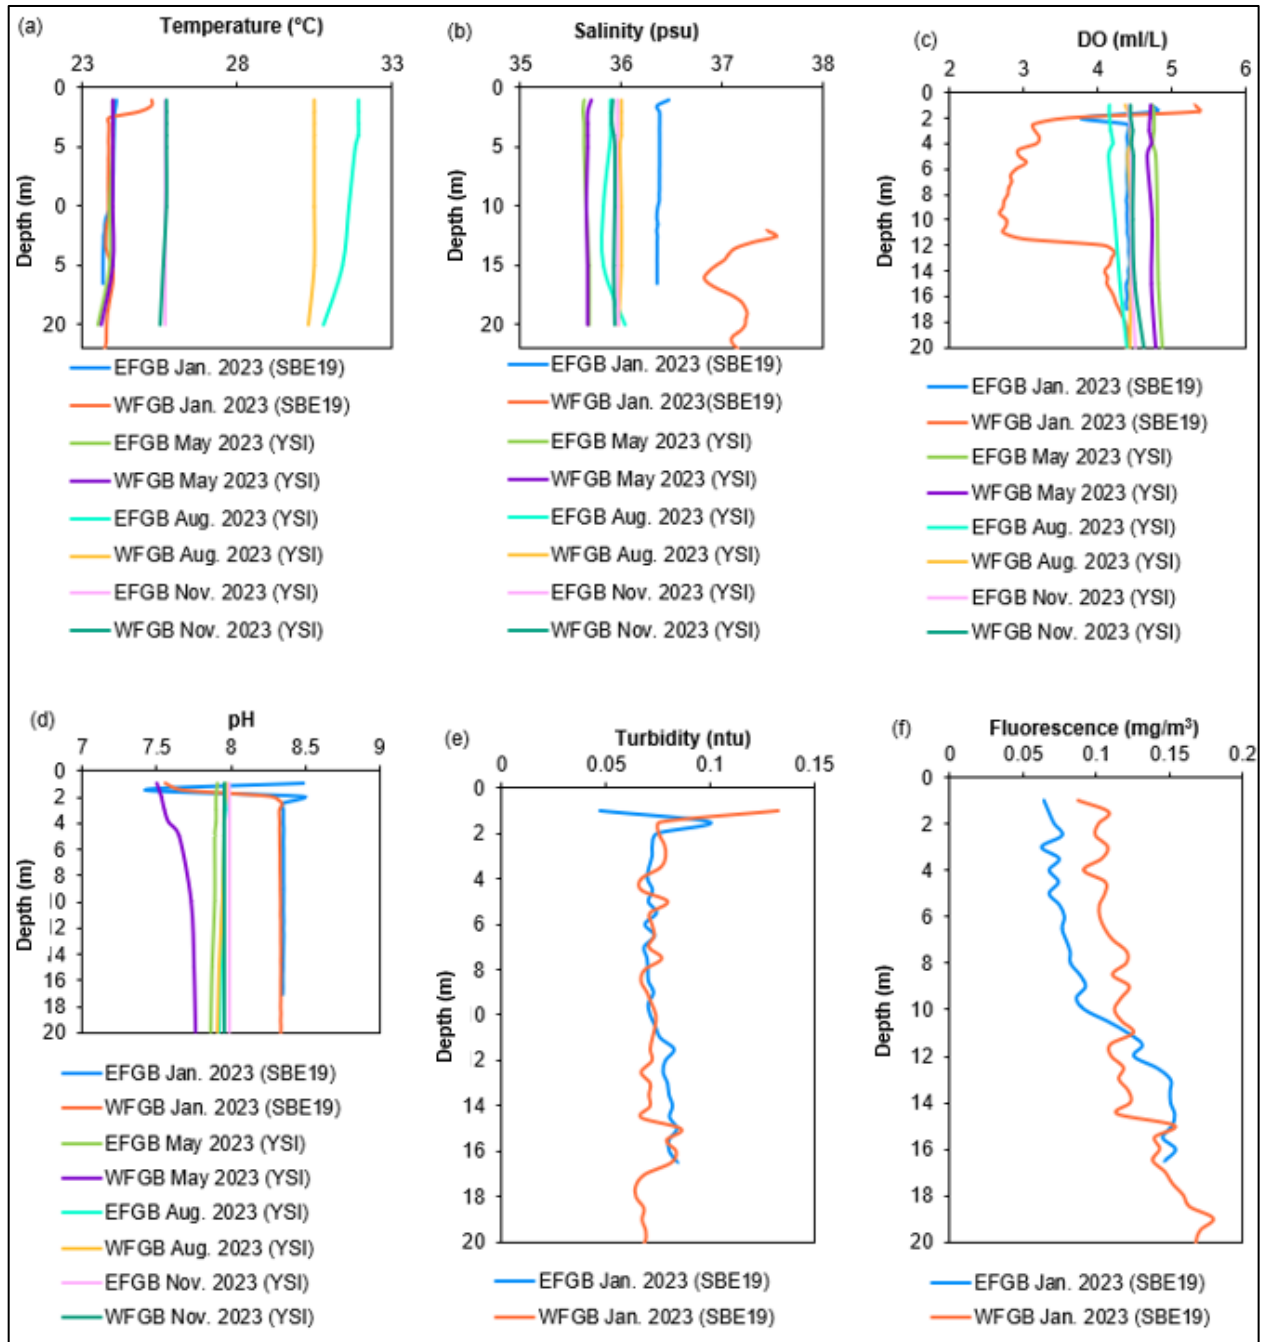 (a) Temperature (°C)
23 28 33
0
5
0
5
20
Depth (m)
EFGB Jan. 2023 (SBE19)
WFGB Jan. 2023 (SBE19)
EFGB May 2023 (YSI)
WFGB May 2023 (YSI)
EFGB Aug. 2023 (YSI)
WFGB Aug. 2023 (YSI)
EFGB Nov. 2023 (YSI)
WFGB Nov. 2023 (YSI)
(b) Salinity (psu)
35 36 37 38
0
5
10
15
20
Depth (m)
EFGB Jan. 2023 (SBE19)
WFGB Jan. 2023(SBE19)
EFGB May 2023 (YSI)
WFGB May 2023 (YSI)
EFGB Aug. 2023 (YSI)
WFGB Aug. 2023 (YSI)
EFGB Nov. 2023 (YSI)
WFGB Nov. 2023 (YSI)
(c) DO (ml/L)
2 3 4 5 6
0
2
4
6
8
10
12
14
16
18
20
Depth (m)
EFGB Jan. 2023 (SBE19)
WFGB Jan. 2023 (SBE19)
EFGB May 2023 (YSI)
WFGB May 2023 (YSI)
EFGB Aug. 2023 (YSI)
WFGB Aug. 2023 (YSI)
EFGB Nov. 2023 (YSI)
WFGB Nov. 2023 (YSI)
(d) pH
7 7.5 8 8.5 9
0
2
4
6
8
10
12
14
16
18
20
Depth (m)
EFGB Jan. 2023 (SBE19)
WFGB Jan. 2023 (SBE19)
EFGB May 2023 (YSI)
WFGB May 2023 (YSI)
EFGB Aug. 2023 (YSI)
WFGB Aug. 2023 (YSI)
EFGB Nov. 2023 (YSI)
WFGB Nov. 2023 (YSI)
(e) Turbidity (ntu)
0 0.05 0.1 0.15
0
2
4
6
8
10
12
14
16
18
20
Depth (m)
EFGB Jan. 2023 (SBE19)
WFGB Jan. 2023 (SBE19)
(f) Fluorescence (mg/m³)
0 0.05 0.1 0.15 0.2
0
2
4
6
8
10
12
14
16
18
20
Depth (m)
EFGB Jan. 2023 (SBE19)
WFGB Jan. 2023 (SBE19)